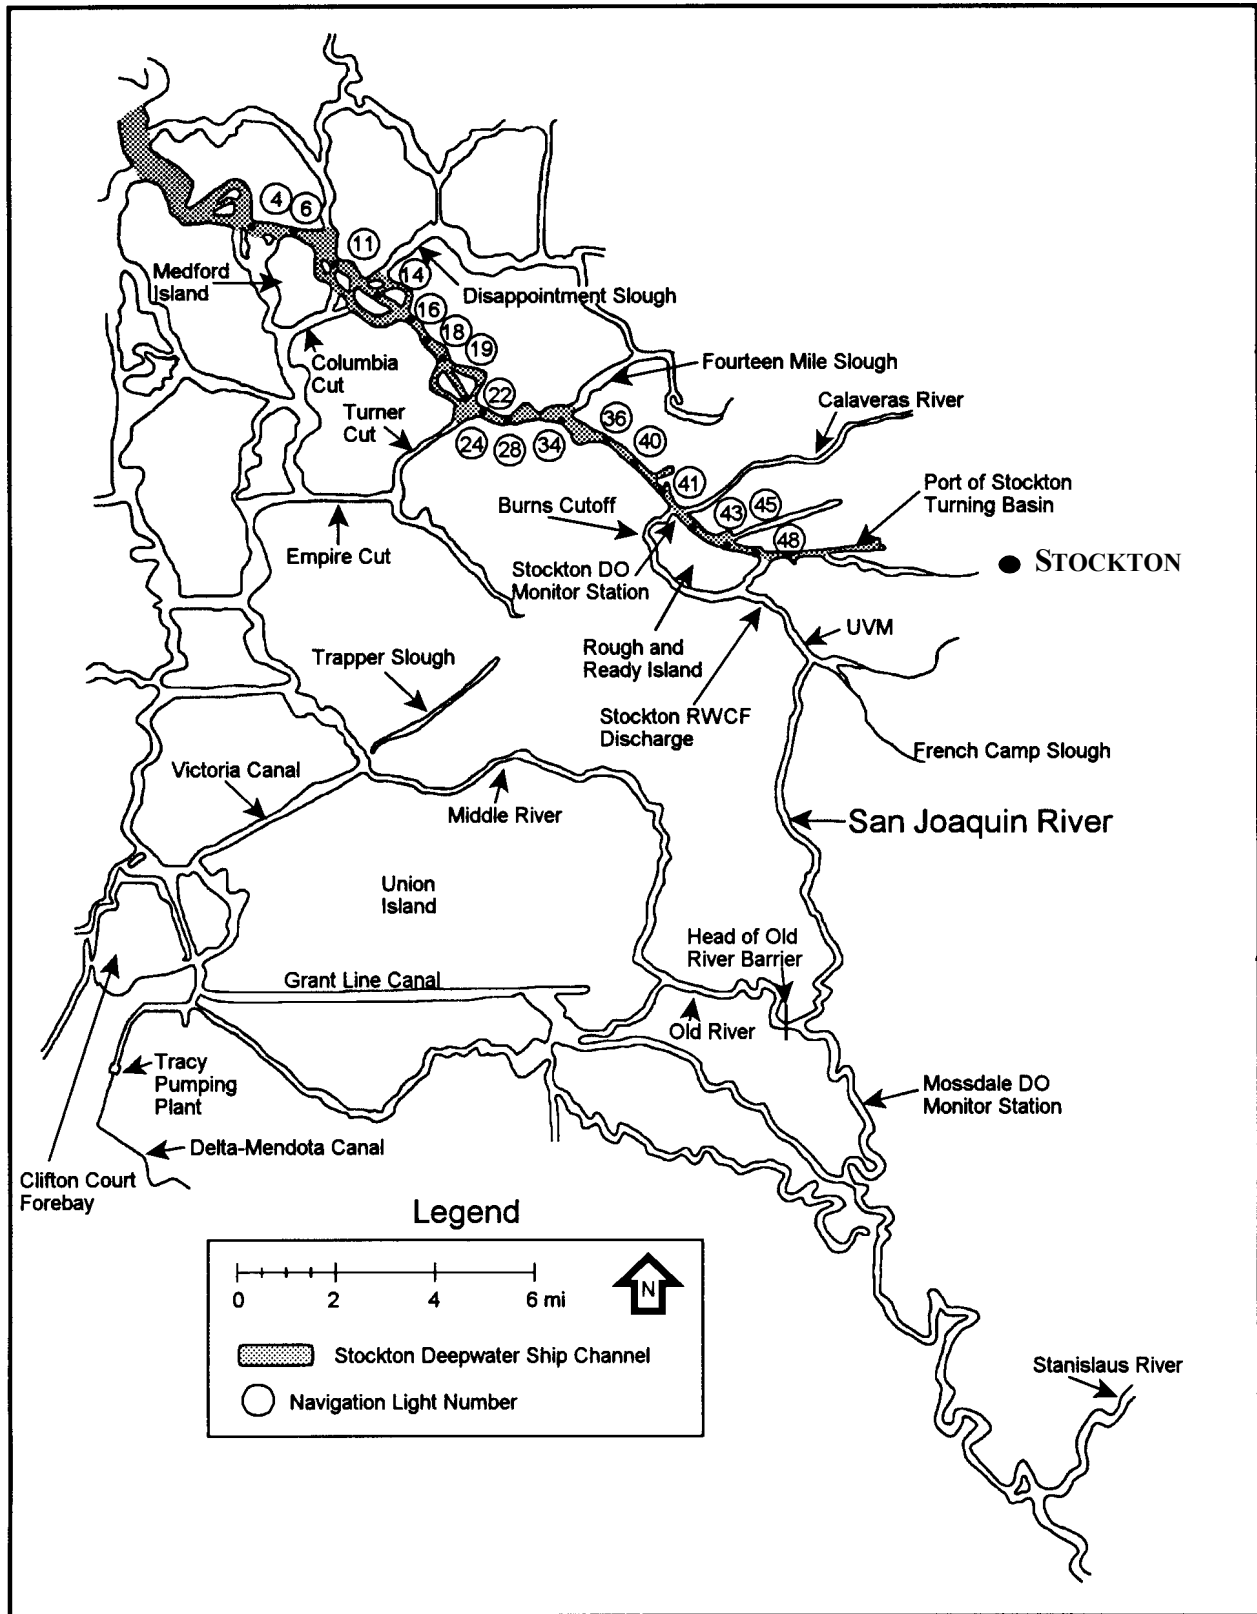 4
6
11
14
Medford
Island
Disappointment Slough
16
18
19
Columbia
Cut
Fourteen Mile Slough
22
Turner
Cut
36
Calaveras River
24
28
34
40
41
Port of Stockton
Turning Basin
Burns Cutoff
43
45
48
Empire Cut
Stockton DO
Monitor Station
STOCKTON
UVM
Rough and
Ready Island
Trapper Slough
Stockton RWCF
Discharge
French Camp Slough
Victoria Canal
Middle River
San Joaquin River
Union
Island
Head of Old
River Barrier
Grant Line Canal
Old River
Tracy
Pumping
Plant
Mossdale DO
Monitor Station
Delta-Mendota Canal
Clifton Court
Forebay
Legend
0 2 4 6 mi
N
Stockton Deepwater Ship Channel
Navigation Light Number
Stanislaus River